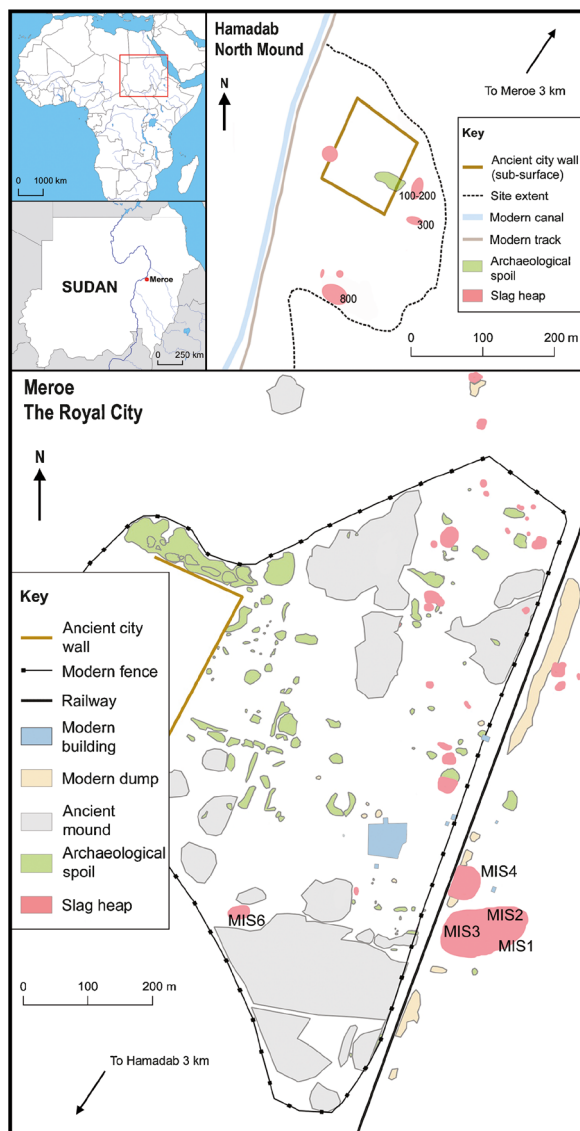 0 1000 km
SUDAN
Meroe
0 250 km
Hamadab
North Mound
N
To Meroe 3 km
100-200
300
800
Key
Ancient city wall
(sub-surface)
Site extent
Modern canal
Modern track
Archaeological
spoil
Slag heap
0 100 200 m
Meroe
The Royal City
N
Key
Ancient city
wall
Modern fence
Railway
Modern
building
Modern dump
Ancient
mound
Archaeological
spoil
Slag heap
MIS4
MIS2
MIS3
MIS1
MIS6
0 100 200 m
To Hamadab 3 km